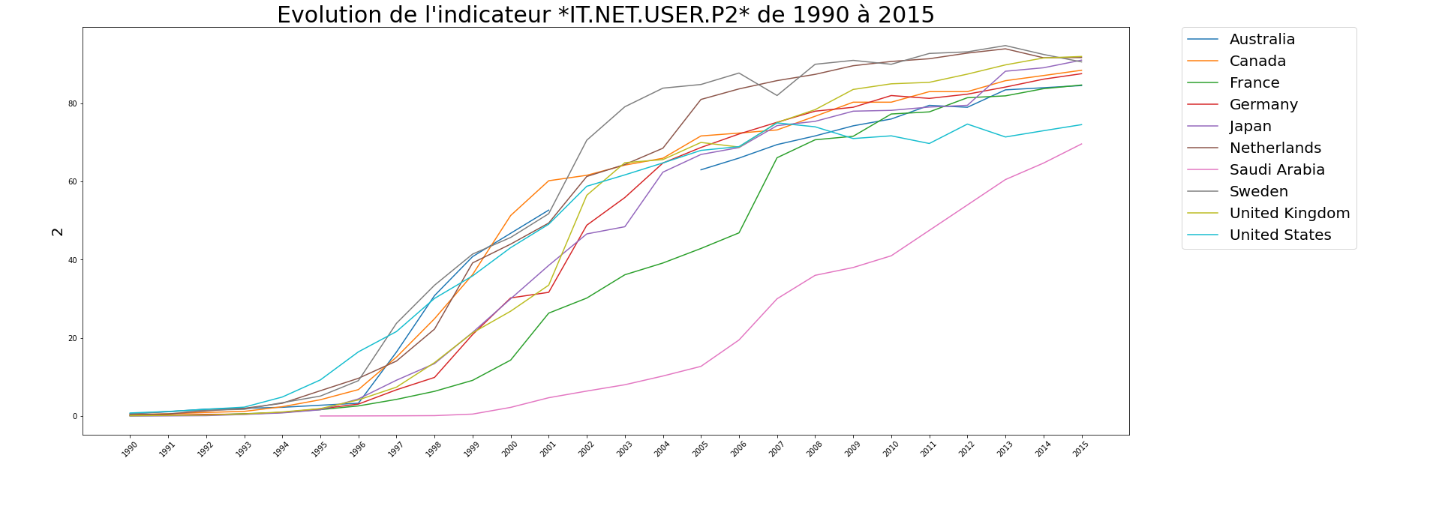 Evolution de l'indicateur *IT.NET.USER.P2* de 1990 à 2015
2
80
60
40
20
0
1990
1991
1992
1993
1994
1995
1996
1997
1998
1999
2000
2001
2002
2003
2004
2005
2006
2007
2008
2009
2010
2011
2012
2013
2014
2015
Australia
Canada
France
Germany
Japan
Netherlands
Saudi Arabia
Sweden
United Kingdom
United States